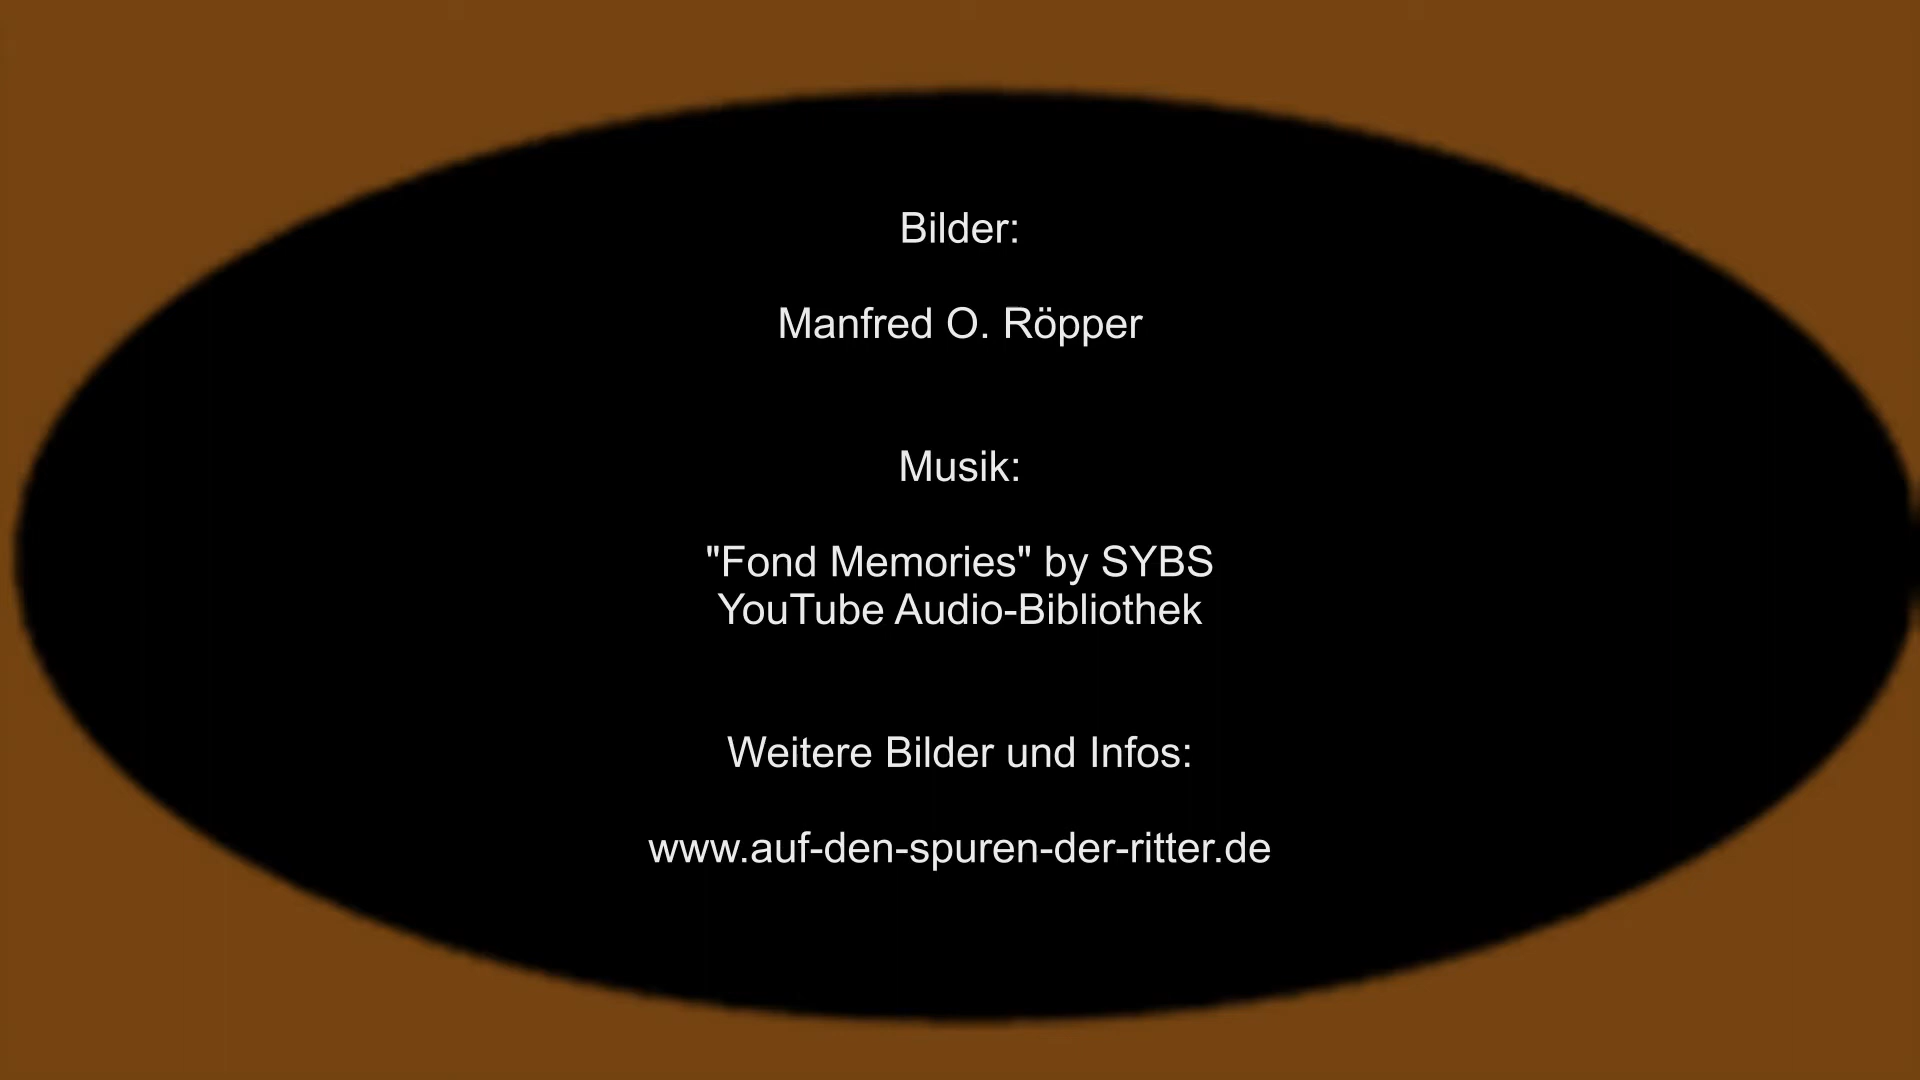 Bilder:
Manfred O. Röpper
Musik:
"Fond Memories" by SYBS
YouTube Audio-Bibliothek
Weitere Bilder und Infos:
www.auf-den-spuren-der-ritter.de